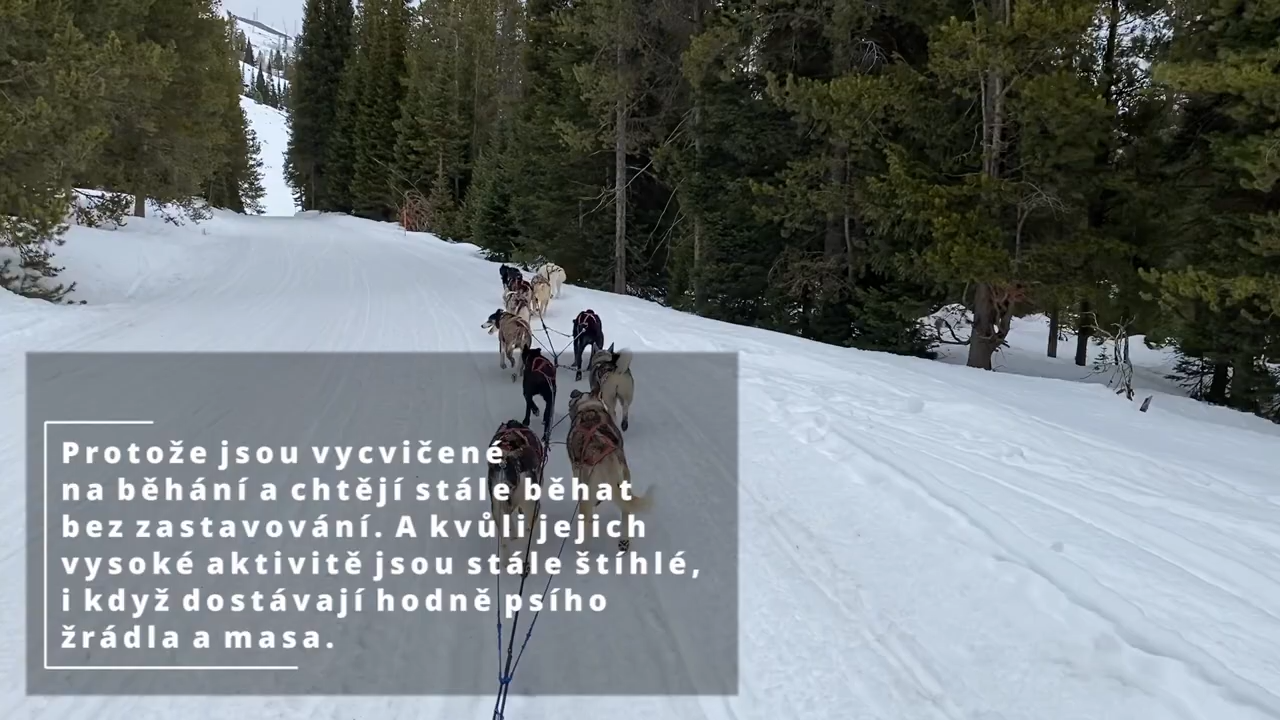 Protože jsou vycvičené
na běhání a chtějí stále běhat
bez zastavování. A kvůli jejich
vysoké aktivitě jsou stále štíhlé,
i když dostávají hodně psího
žrádla a masa.